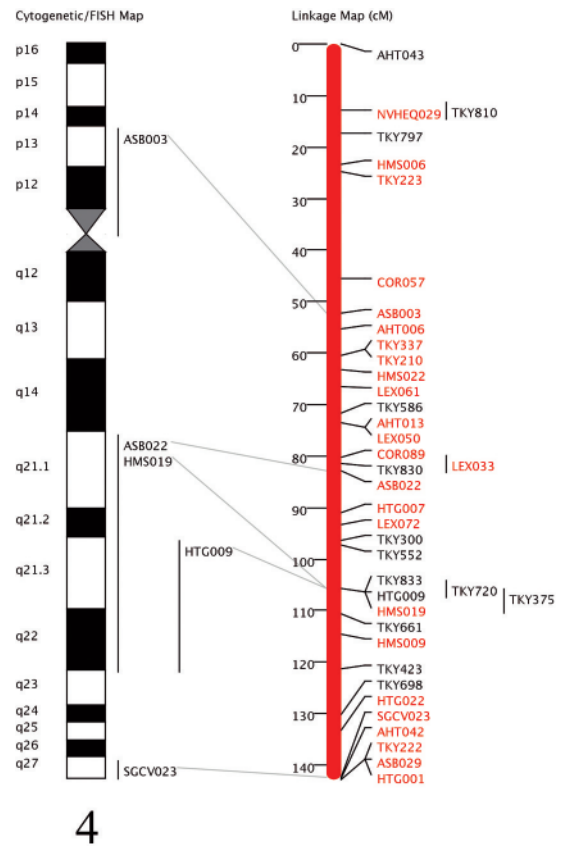 Cytogenetic/FISH Map
p16
p15
p14
p13
p12
q12
q13
q14
q21.1
q21.2
q21.3
q22
q23
q24
q25
q26
q27
ASB003
ASB022
HMS019
HTG009
SGCV023
4
Linkage Map (cM)
0
10
20
30
40
50
60
70
80
90
100
110
120
130
140
AHT043
NVHEQ029
TKY810
TKY797
HMS006
TKY223
COR057
ASB003
AHT006
TKY337
TKY210
HMS022
LEX061
TKY586
AHT013
LEX050
COR089
TKY830
LEX033
ASB022
HTG007
LEX072
TKY300
TKY552
TKY833
HTG009
TKY720
TKY375
HMS019
TKY661
HMS009
TKY423
TKY698
HTG022
SGCV023
AHT042
TKY222
ASB029
HTG001